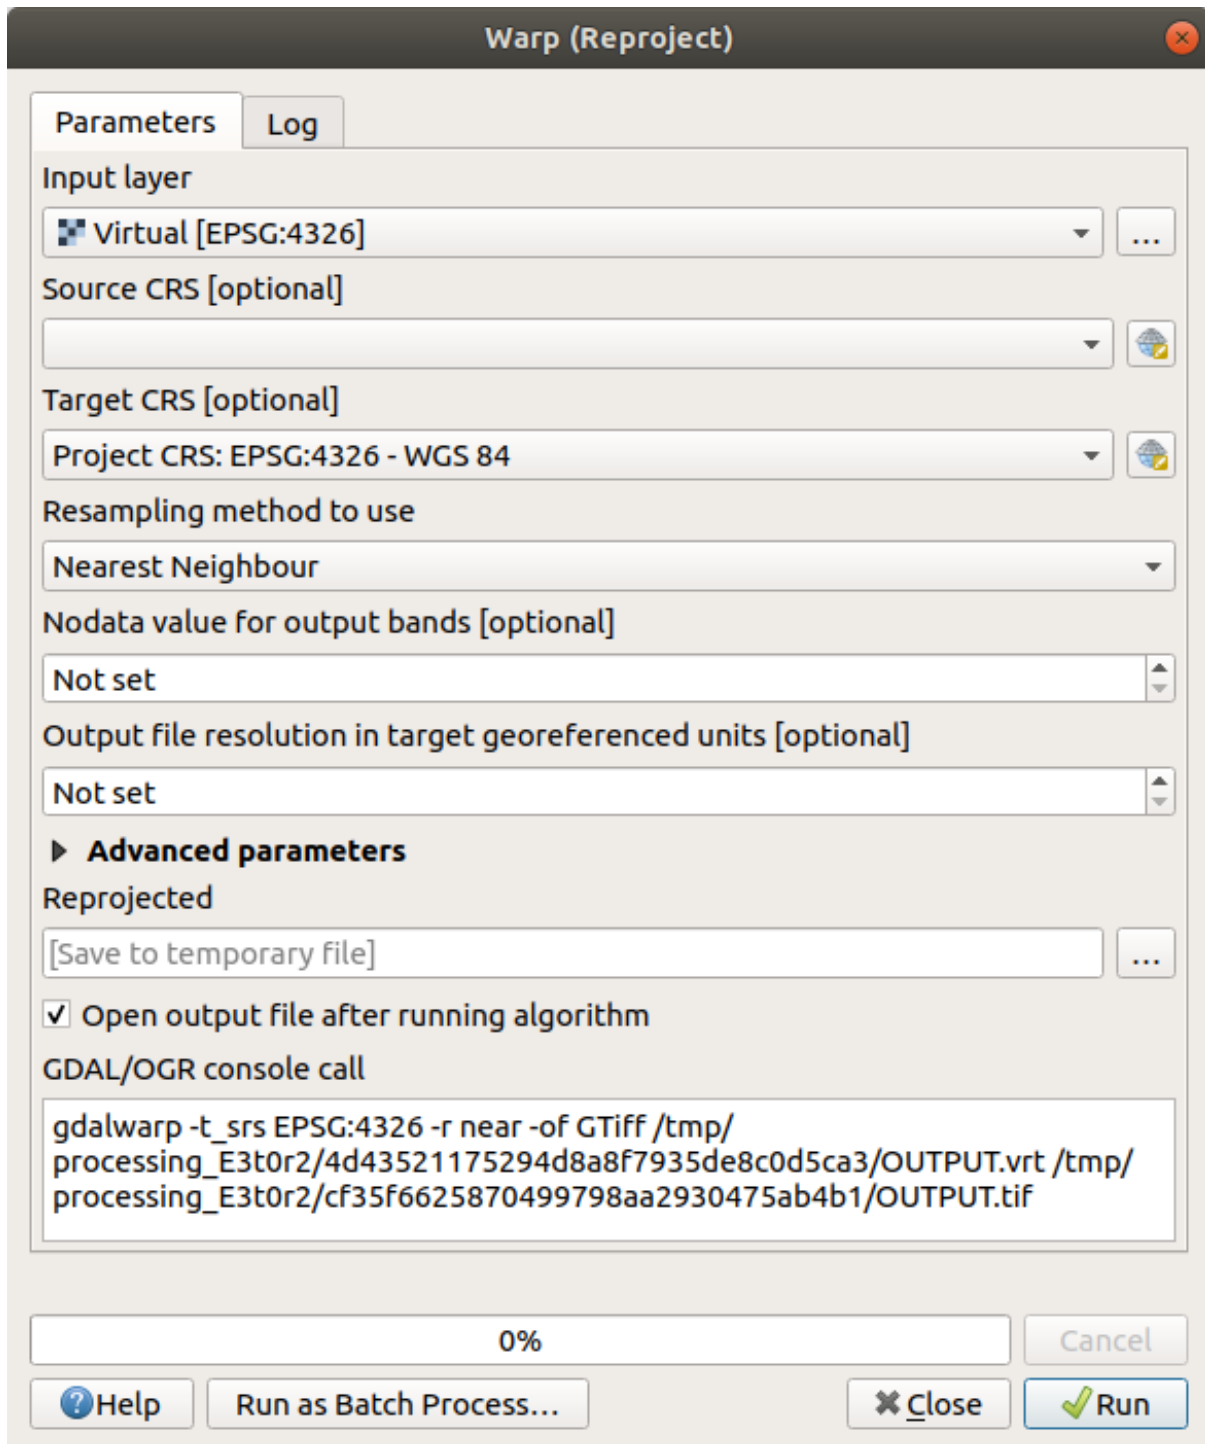 Warp (Reproject)
Parameters
Log
Input layer
Virtual [EPSG:4326]
...
Source CRS [optional]
Target CRS [optional]
Project CRS: EPSG:4326 - WGS 84
Resampling method to use
Nearest Neighbour
Nodata value for output bands [optional]
Not set
Output file resolution in target georeferenced units [optional]
Not set
Advanced parameters
Reprojected
[Save to temporary file]
...
Open output file after running algorithm
GDAL/OGR console call
gdalwarp -t_srs EPSG:4326 -r near -of GTiff /tmp/
processing_E3t0r2/4d43521175294d8a8f7935de8c0d5ca3/OUTPUT.vrt /tmp/
processing_E3t0r2/cf35f6625870499798aa2930475ab4b1/OUTPUT.tif
0%
Cancel
Help
Run as Batch Process...
Close
Run